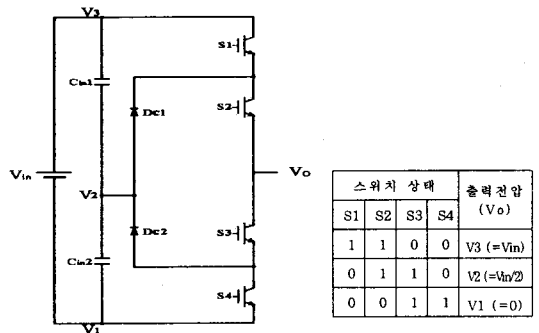 V3
S1
Cin1
Dc1
S2
Vin
V2
Vo
Dc2
S3
Cin2
S4
V1
스위치 상태 출력전압 (Vo)
S1 S2 S3 S4
1 1 0 0 V3 (=Vin)
0 1 1 0 V2 (=Vin/2)
0 0 1 1 V1 (=0)